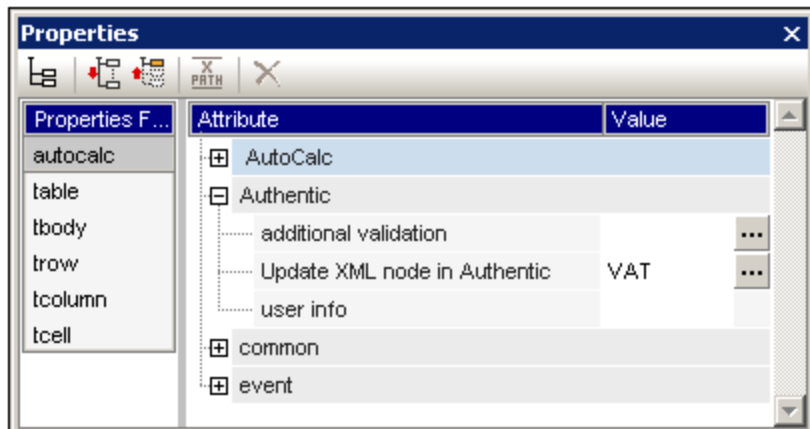 Properties
X
PATH
Properties F...
Attribute
Value
autocalc
AutoCalc
table
Authentic
tbody
additional validation
...
trow
Update XML node in Authentic
VAT
...
tcolumn
user info
tcell
common
event